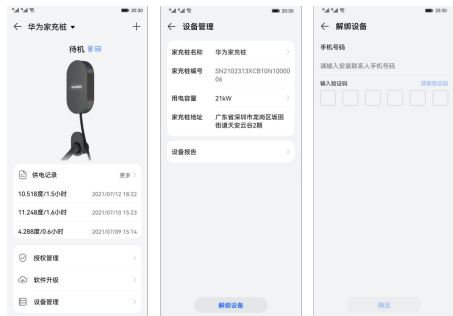 20:30
华为家充桩
待机
供电记录
更多
10.518度/1.5小时 2021/07/12 18:22
11.248度/1.6小时 2021/07/10 15:23
4.288度/0.6小时 2021/07/09 15:14
授权管理
软件升级
设备管理
20:30
设备管理
家充桩名称 华为家充桩
家充桩编号 SN2102313XCB10N10000
06
用电容量 21kW
家充桩地址 广东省深圳市龙岗区坂田
街道天安云谷2期
设备报告
解绑设备
20:30
解绑设备
手机号码
请输入安装联系人手机号码
输入验证码 获取验证码
确定